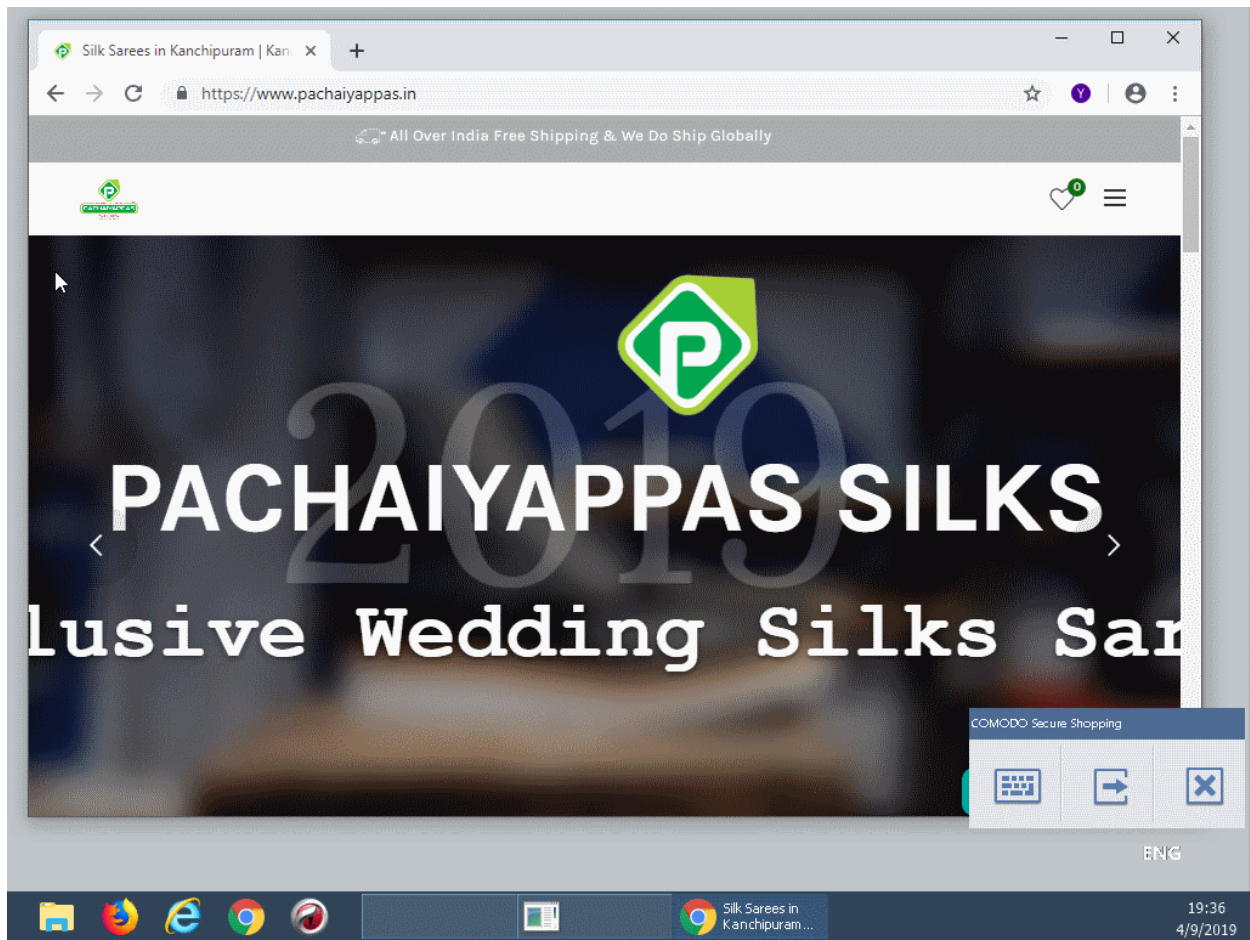 Silk Sarees in Kanchipuram | Kan
https://www.pachaiyappas.in
Y
All Over India Free Shipping & We Do Ship Globally
0
P
PACHAIYAPPAS
SILKS
P
2019
PACHAIYAPPAS SILKS
lusive Wedding Silks Sar
COMODO Secure Shopping
ENG
Silk Sarees in
Kanchipuram...
19:36
4/9/2019